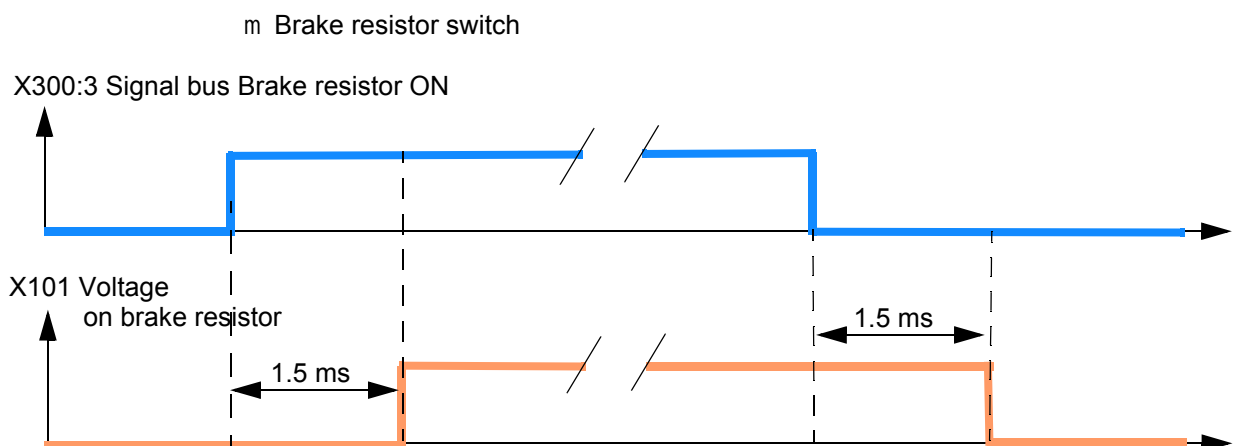 m Brake resistor switch
X300:3 Signal bus Brake resistor ON
X101 Voltage
on brake resistor
1.5 ms
1.5 ms